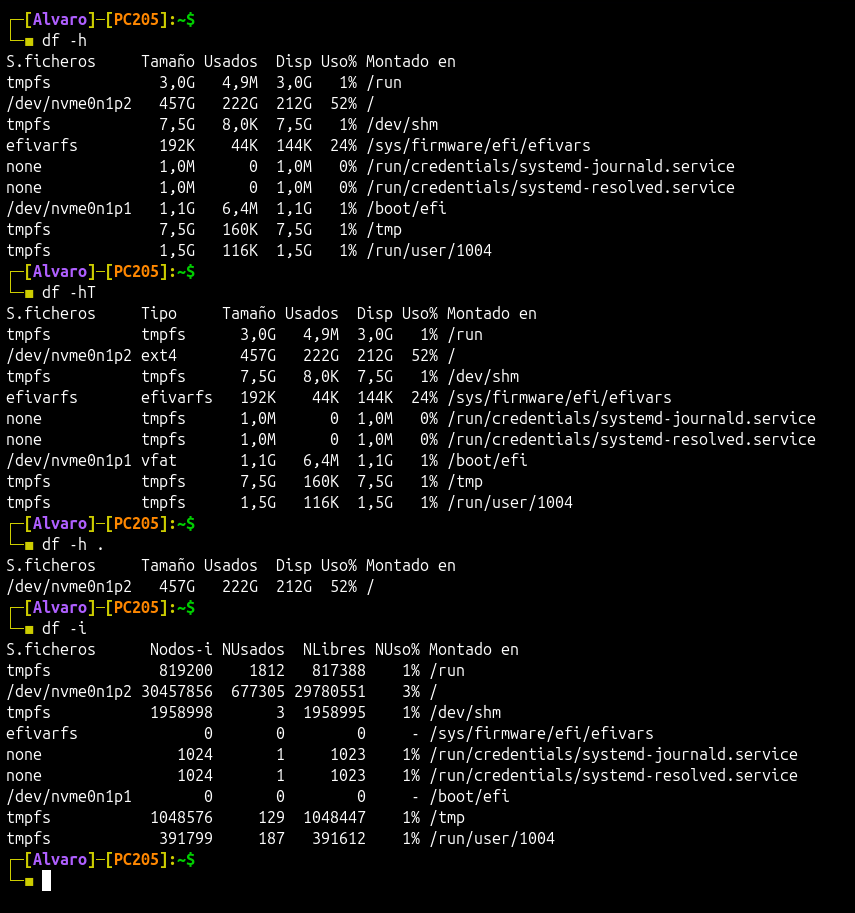 ┌─[Alvaro]─[PC205]:~$
└─■ df -h
S.ficheros     Tamaño Usados  Disp Uso% Montado en
tmpfs            3,0G   4,9M  3,0G   1% /run
/dev/nvme0n1p2   457G   222G  212G  52% /
tmpfs            7,5G   8,0K  7,5G   1% /dev/shm
efivarfs         192K    44K  144K  24% /sys/firmware/efi/efivars
none             1,0M      0  1,0M   0% /run/credentials/systemd-journald.service
none             1,0M      0  1,0M   0% /run/credentials/systemd-resolved.service
/dev/nvme0n1p1   1,1G   6,4M  1,1G   1% /boot/efi
tmpfs            7,5G   160K  7,5G   1% /tmp
tmpfs            1,5G   116K  1,5G   1% /run/user/1004
┌─[Alvaro]─[PC205]:~$
└─■ df -hT
S.ficheros     Tipo     Tamaño Usados  Disp Uso% Montado en
tmpfs          tmpfs      3,0G   4,9M  3,0G   1% /run
/dev/nvme0n1p2 ext4       457G   222G  212G  52% /
tmpfs          tmpfs      7,5G   8,0K  7,5G   1% /dev/shm
efivarfs       efivarfs   192K    44K  144K  24% /sys/firmware/efi/efivars
none           tmpfs      1,0M      0  1,0M   0% /run/credentials/systemd-journald.service
none           tmpfs      1,0M      0  1,0M   0% /run/credentials/systemd-resolved.service
/dev/nvme0n1p1 vfat       1,1G   6,4M  1,1G   1% /boot/efi
tmpfs          tmpfs      7,5G   160K  7,5G   1% /tmp
tmpfs          tmpfs      1,5G   116K  1,5G   1% /run/user/1004
┌─[Alvaro]─[PC205]:~$
└─■ df -h .
S.ficheros     Tamaño Usados  Disp Uso% Montado en
/dev/nvme0n1p2   457G   222G  212G  52% /
┌─[Alvaro]─[PC205]:~$
└─■ df -i
S.ficheros      Nodos-i NUsados  NLibres NUso% Montado en
tmpfs            819200    1812   817388    1% /run
/dev/nvme0n1p2 30457856  677305 29780551    3% /
tmpfs           1958998       3  1958995    1% /dev/shm
efivarfs              0       0        0     - /sys/firmware/efi/efivars
none               1024       1     1023    1% /run/credentials/systemd-journald.service
none               1024       1     1023    1% /run/credentials/systemd-resolved.service
/dev/nvme0n1p1        0       0        0     - /boot/efi
tmpfs           1048576     129  1048447    1% /tmp
tmpfs            391799     187   391612    1% /run/user/1004
┌─[Alvaro]─[PC205]:~$
└─■